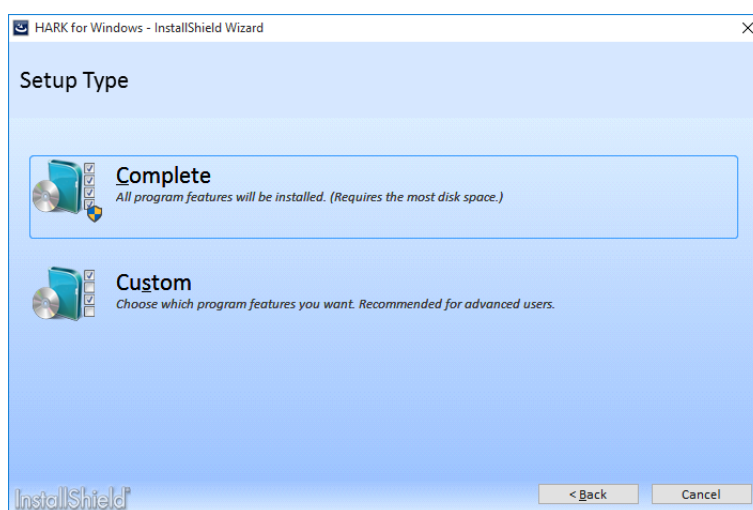 HARK for Windows - InstallShield Wizard
Setup Type
Complete
All program features will be installed. (Requires the most disk space.)
Custom
Choose which program features you want. Recommended for advanced users.
InstallShield
< Back
Cancel